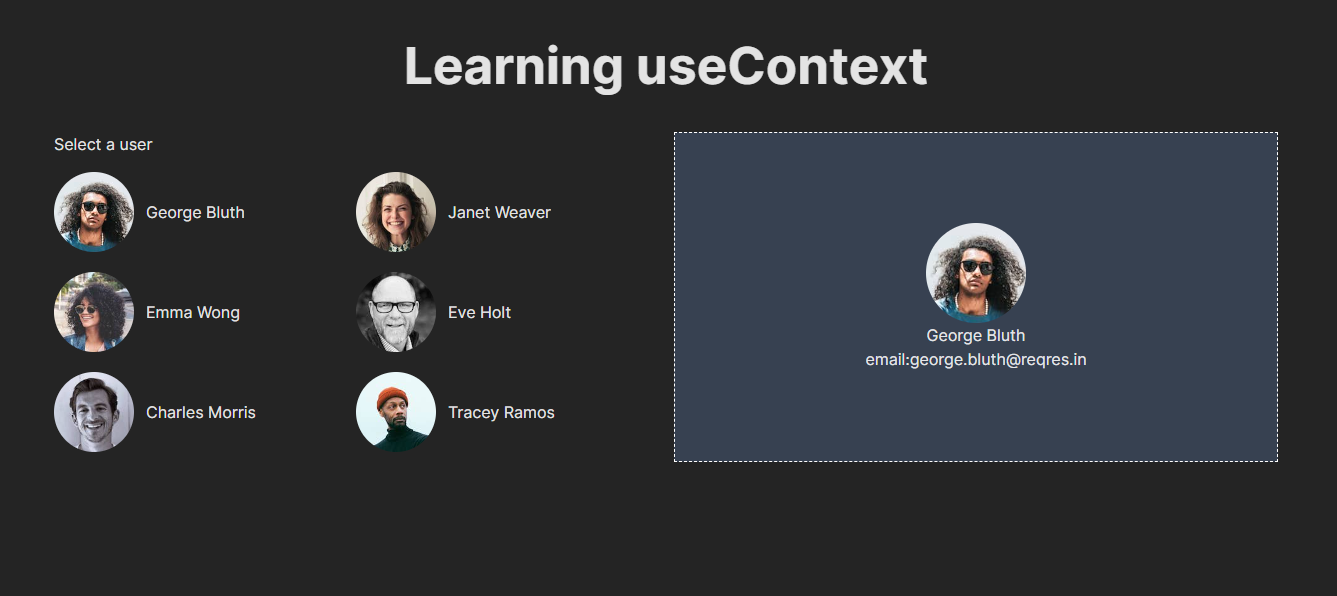 Learning useContext
Select a user
George Bluth
Janet Weaver
Emma Wong
Eve Holt
Charles Morris
Tracey Ramos
George Bluth
email:george.bluth@reqres.in